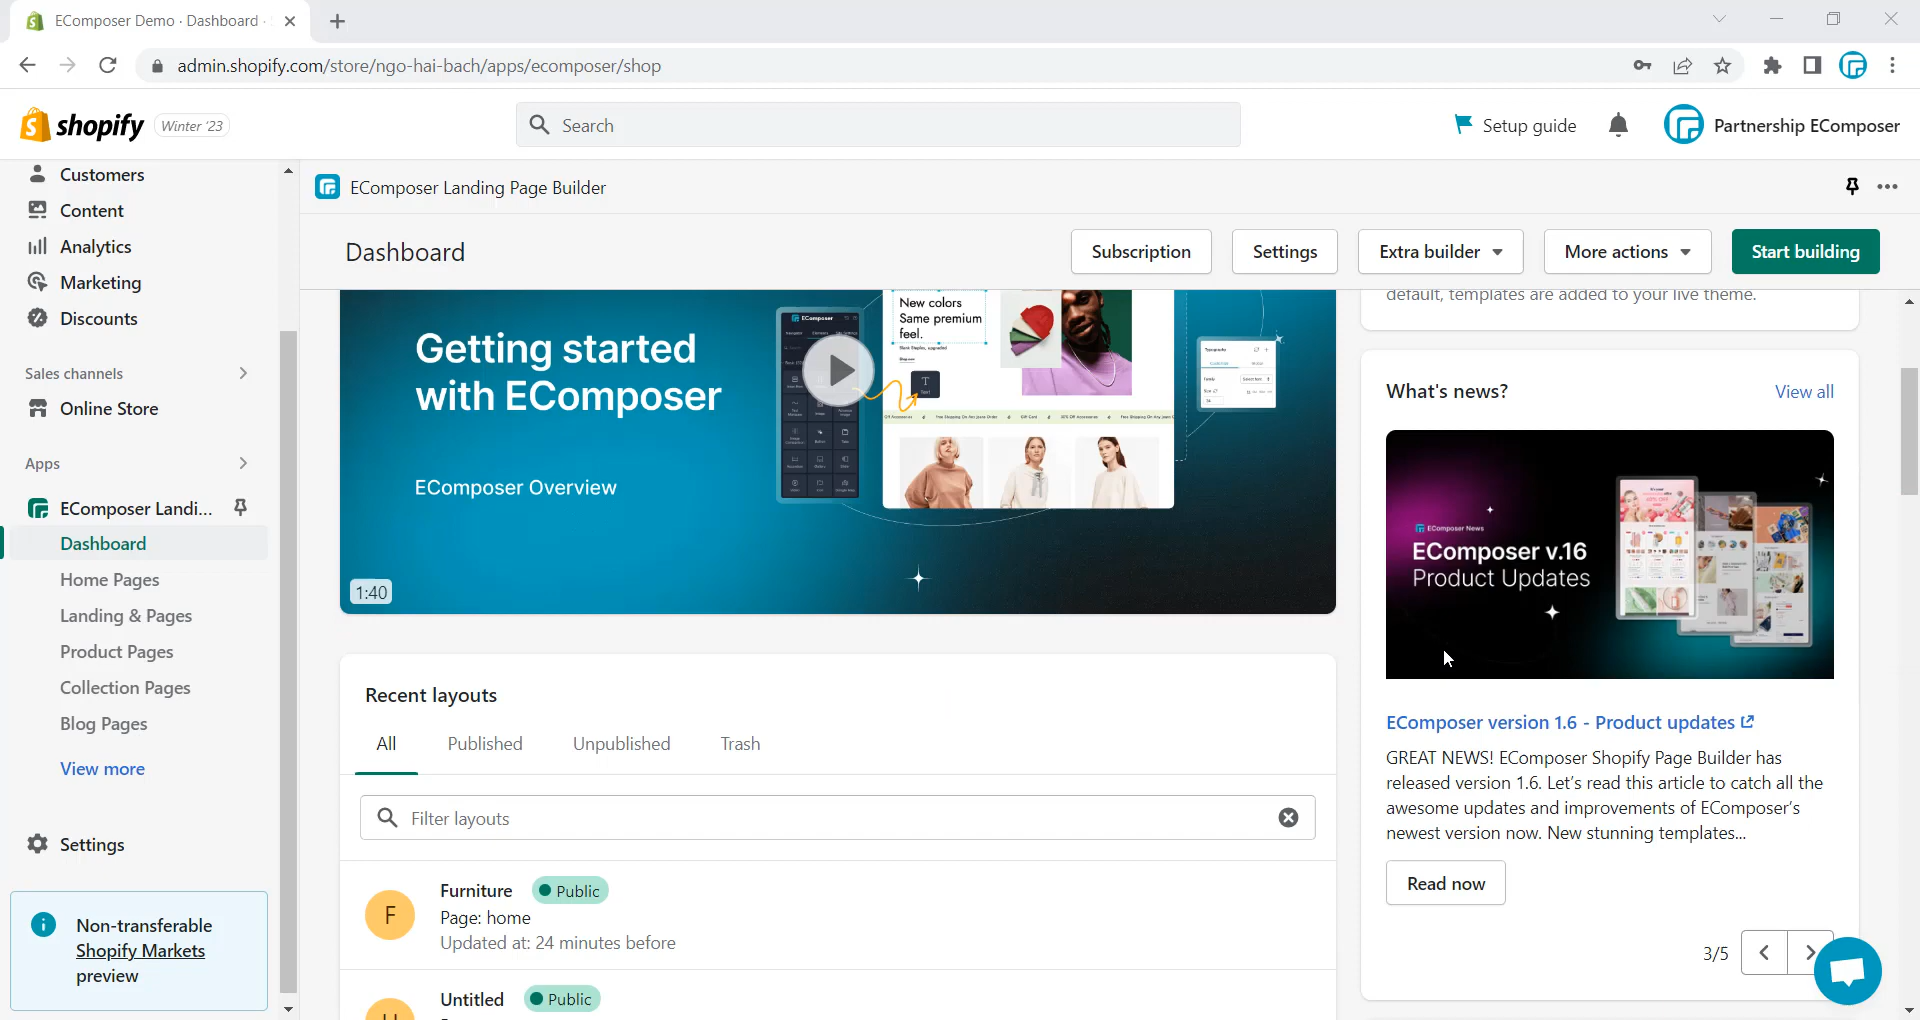 EComposer Demo · Dashboard ·
admin.shopify.com/store/ngo-hai-bach/apps/ecomposer/shop
shopify
Winter '23
Search
Setup guide
Partnership EComposer
Customers
Content
Analytics
Marketing
Discounts
Sales channels
Online Store
Apps
EComposer Landi...
Dashboard
Home Pages
Landing & Pages
Product Pages
Collection Pages
Blog Pages
View more
Settings
Non-transferable
Shopify Markets
preview
EComposer Landing Page Builder
Dashboard
Subscription
Settings
Extra builder
More actions
Start building
Getting started
with EComposer
EComposer Overview
1:40
EComposer
New colors
Same premium
feel.
Recent layouts
All
Published
Unpublished
Trash
Filter layouts
F
Furniture
Public
Page: home
Updated at: 24 minutes before
Untitled
Public
default, templates are added to your live theme.
What's news?
View all
EComposer News
EComposer v.16
Product Updates
EComposer version 1.6 - Product updates
GREAT NEWS! EComposer Shopify Page Builder has
released version 1.6. Let's read this article to catch all the
awesome updates and improvements of EComposer's
newest version now. New stunning templates...
Read now
3/5